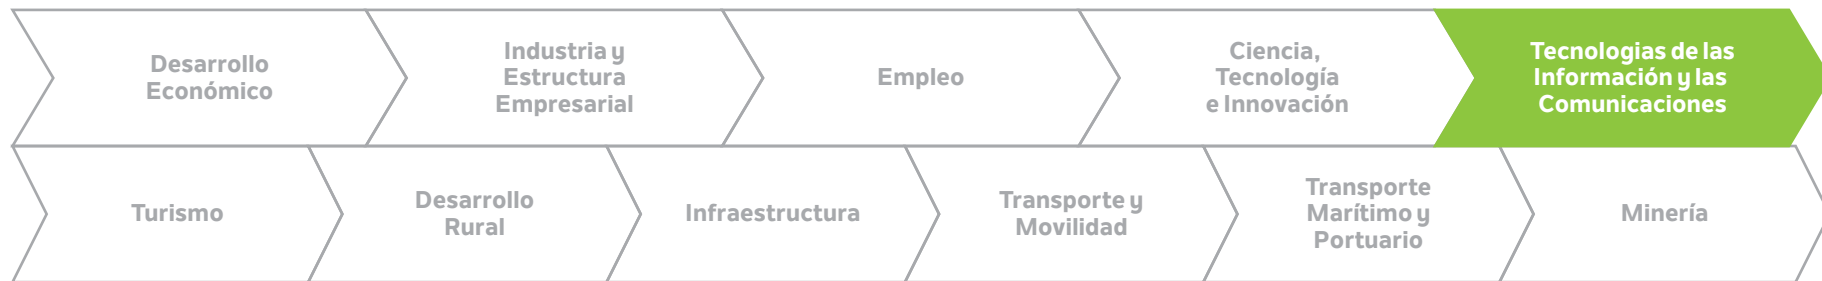 Desarrollo
Económico
Industria y
Estructura
Empresarial
Empleo
Ciencia,
Tecnología
e Innovación
Tecnologias de las
Información y las
Comunicaciones
Turismo
Desarrollo
Rural
Infraestructura
Transporte y
Movilidad
Transporte
Marítimo y
Portuario
Minería